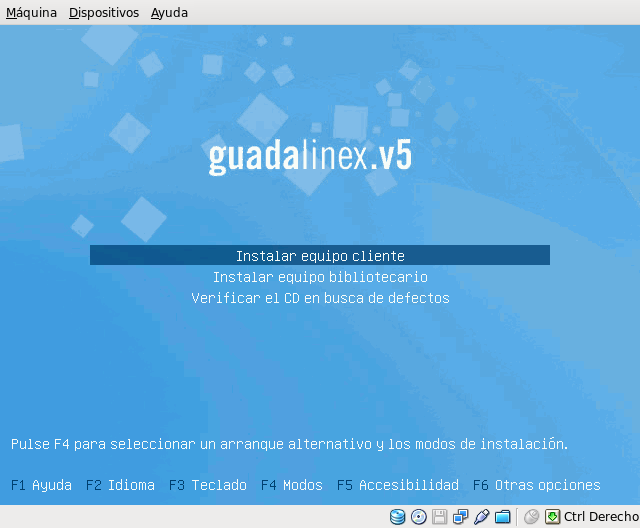 Máquina Dispositivos Ayuda
guadalinex.v5
Instalar equipo cliente
Instalar equipo bibliotecario
Verificar el CD en busca de defectos
Pulse F4 para seleccionar un arranque alternativo y los modos de instalación.
F1 Ayuda F2 Idioma F3 Teclado F4 Modos F5 Accesibilidad F6 Otras opciones
Ctrl Derecho